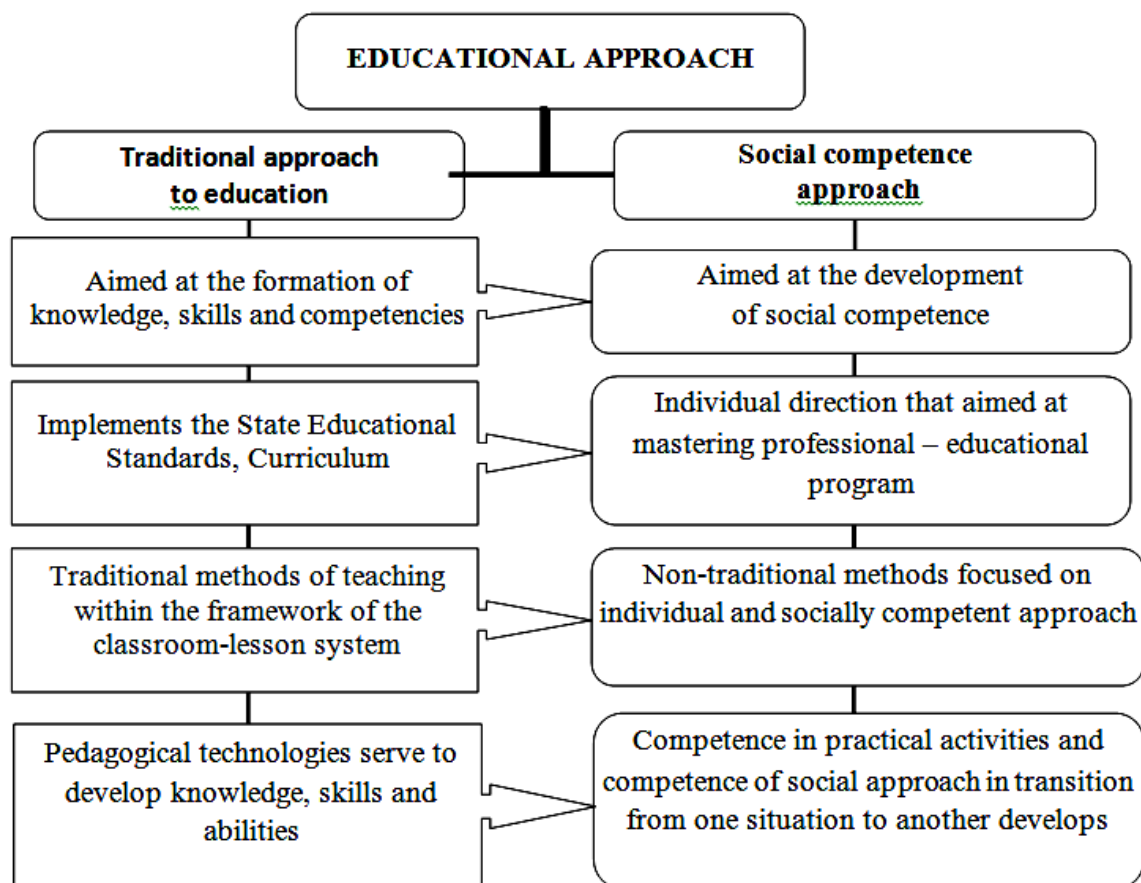 EDUCATIONAL APPROACH
Traditional approach
to education
Social competence
approach
Aimed at the formation of
knowledge, skills and competencies
Aimed at the development
of social competence
Implements the State Educational
Standards, Curriculum
Individual direction that aimed at
mastering professional – educational
program
Traditional methods of teaching
within the framework of the
classroom-lesson system
Non-traditional methods focused on
individual and socially competent approach
Pedagogical technologies serve to
develop knowledge, skills and
abilities
Competence in practical activities and
competence of social approach in transition
from one situation to another develops